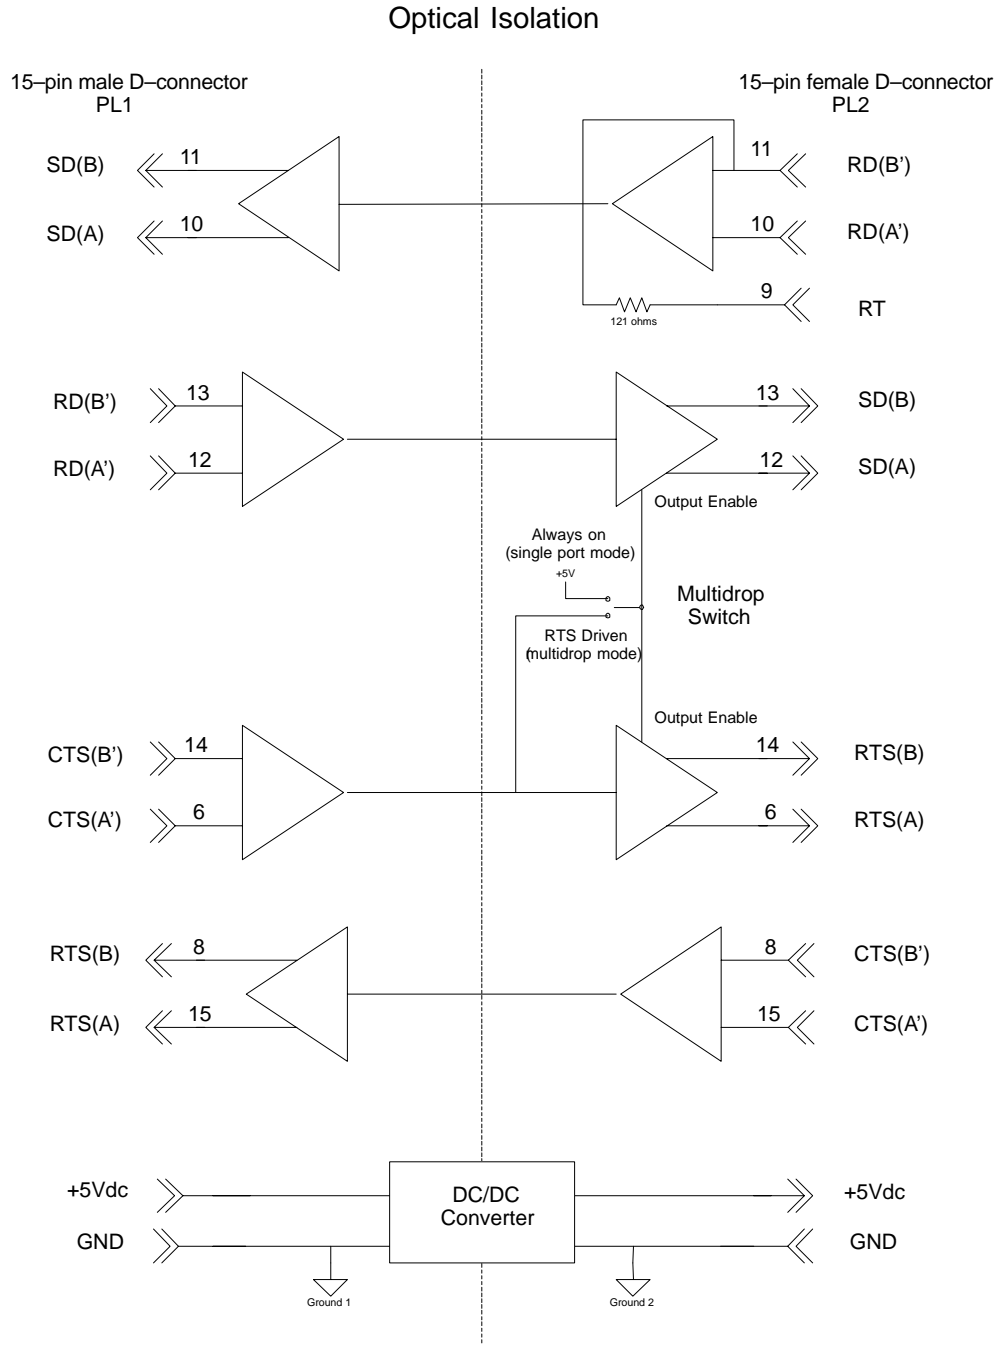 Optical Isolation
15–pin male D–connector
PL1
15–pin female D–connector
PL2
SD(B)
11
11
RD(B’)
SD(A)
10
10
RD(A’)
9
RT
121 ohms
RD(B’)
13
13
SD(B)
RD(A’)
12
12
SD(A)
Output Enable
Always on
(single port mode)
+5V
Multidrop
Switch
RTS Driven
(multidrop mode)
Output Enable
CTS(B’)
14
14
RTS(B)
CTS(A’)
6
6
RTS(A)
RTS(B)
8
8
CTS(B’)
RTS(A)
15
15
CTS(A’)
+5Vdc
DC/DC
Converter
+5Vdc
GND
GND
Ground 1
Ground 2